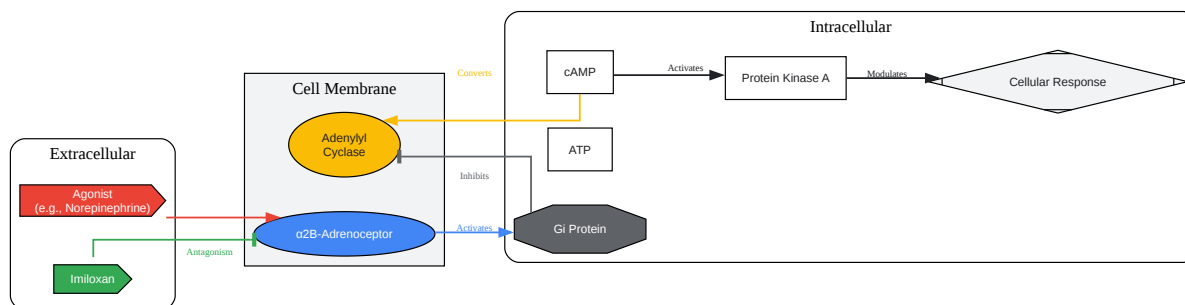 Extracellular
Agonist
(e.g., Norepinephrine)
Imiloxan
Antagonism
Cell Membrane
Adenylyl
Cyclase
α2B-Adrenoceptor
Activates
Inhibits
Converts
Intracellular
cAMP
Activates
Protein Kinase A
Modulates
Cellular Response
ATP
Gi Protein